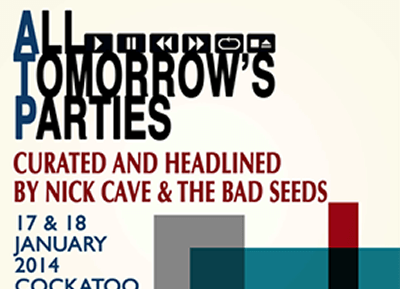 ALL
TOMORROW'S
PARTIES
CURATED AND HEADLINED
BY NICK CAVE & THE BAD SEEDS
17 & 18
JANUARY
2014
COCKATOO